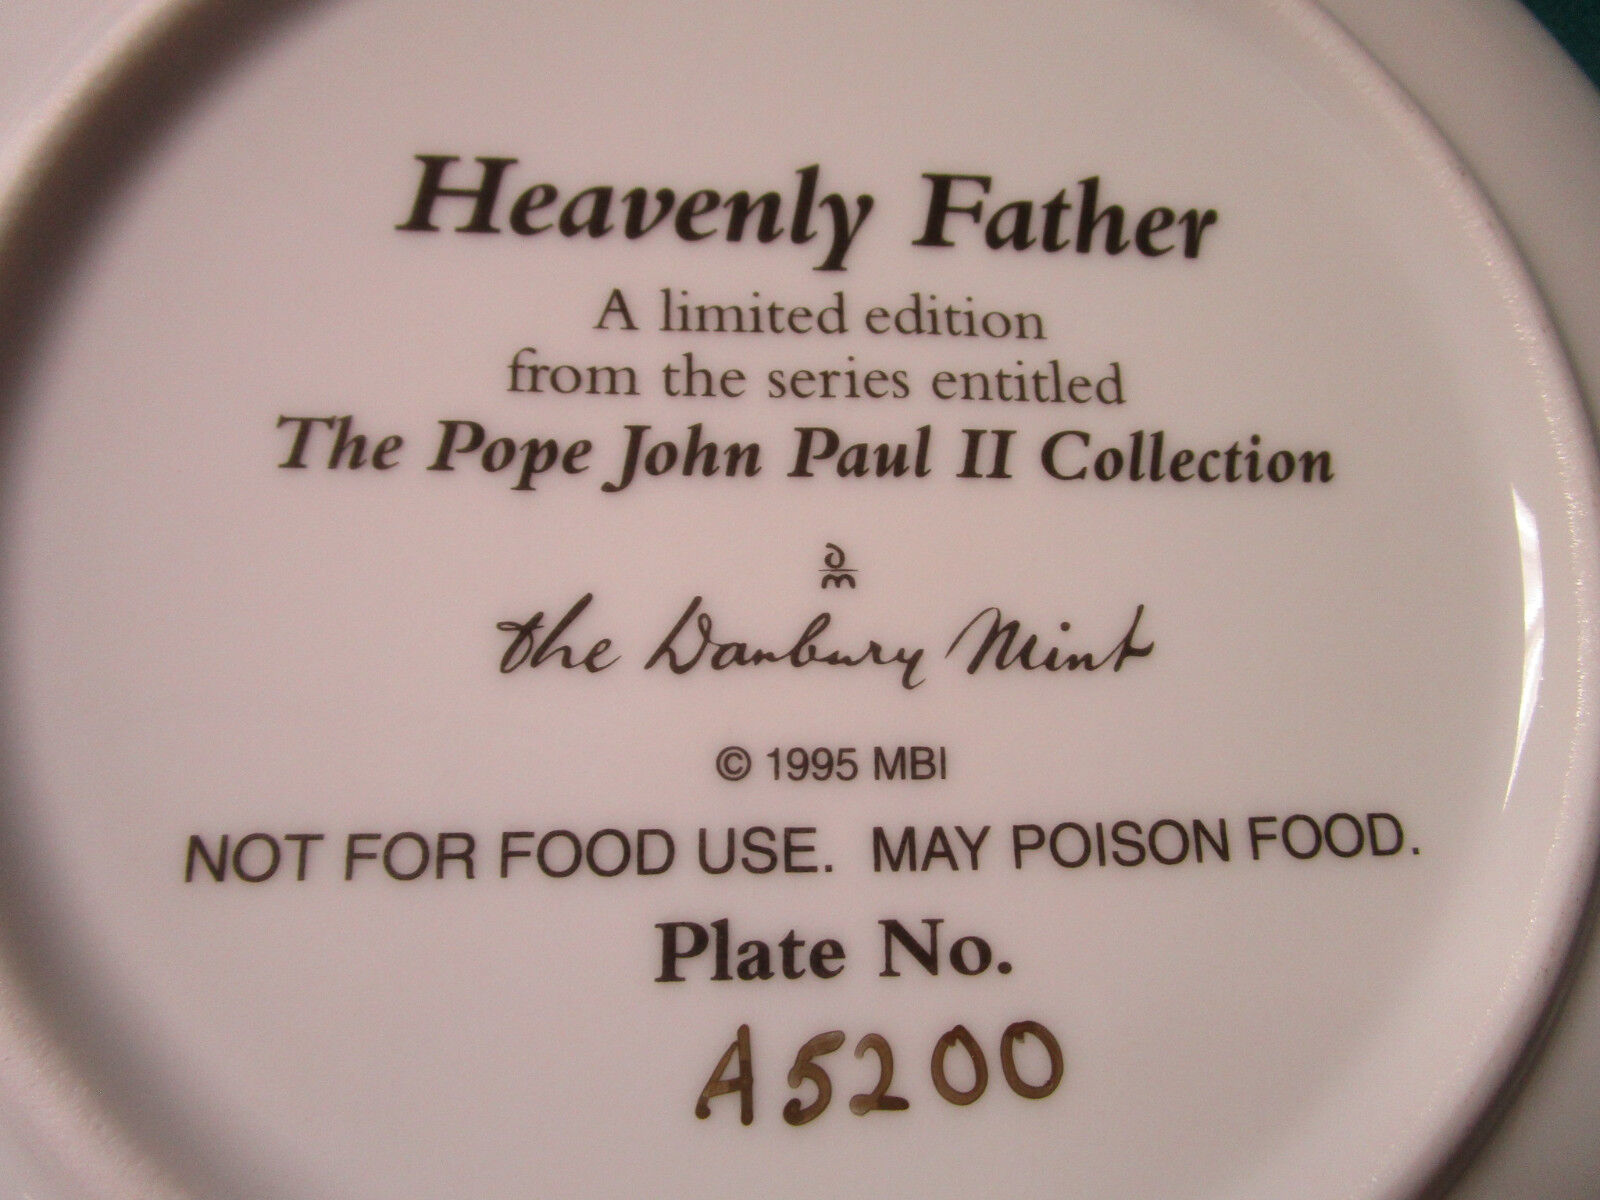 Heavenly Father
A limited edition
from the series entitled
The Pope John Paul II Collection
dm
the Danbury Mint
© 1995 MBI
NOT FOR FOOD USE. MAY POISON FOOD.
Plate No.
A5200